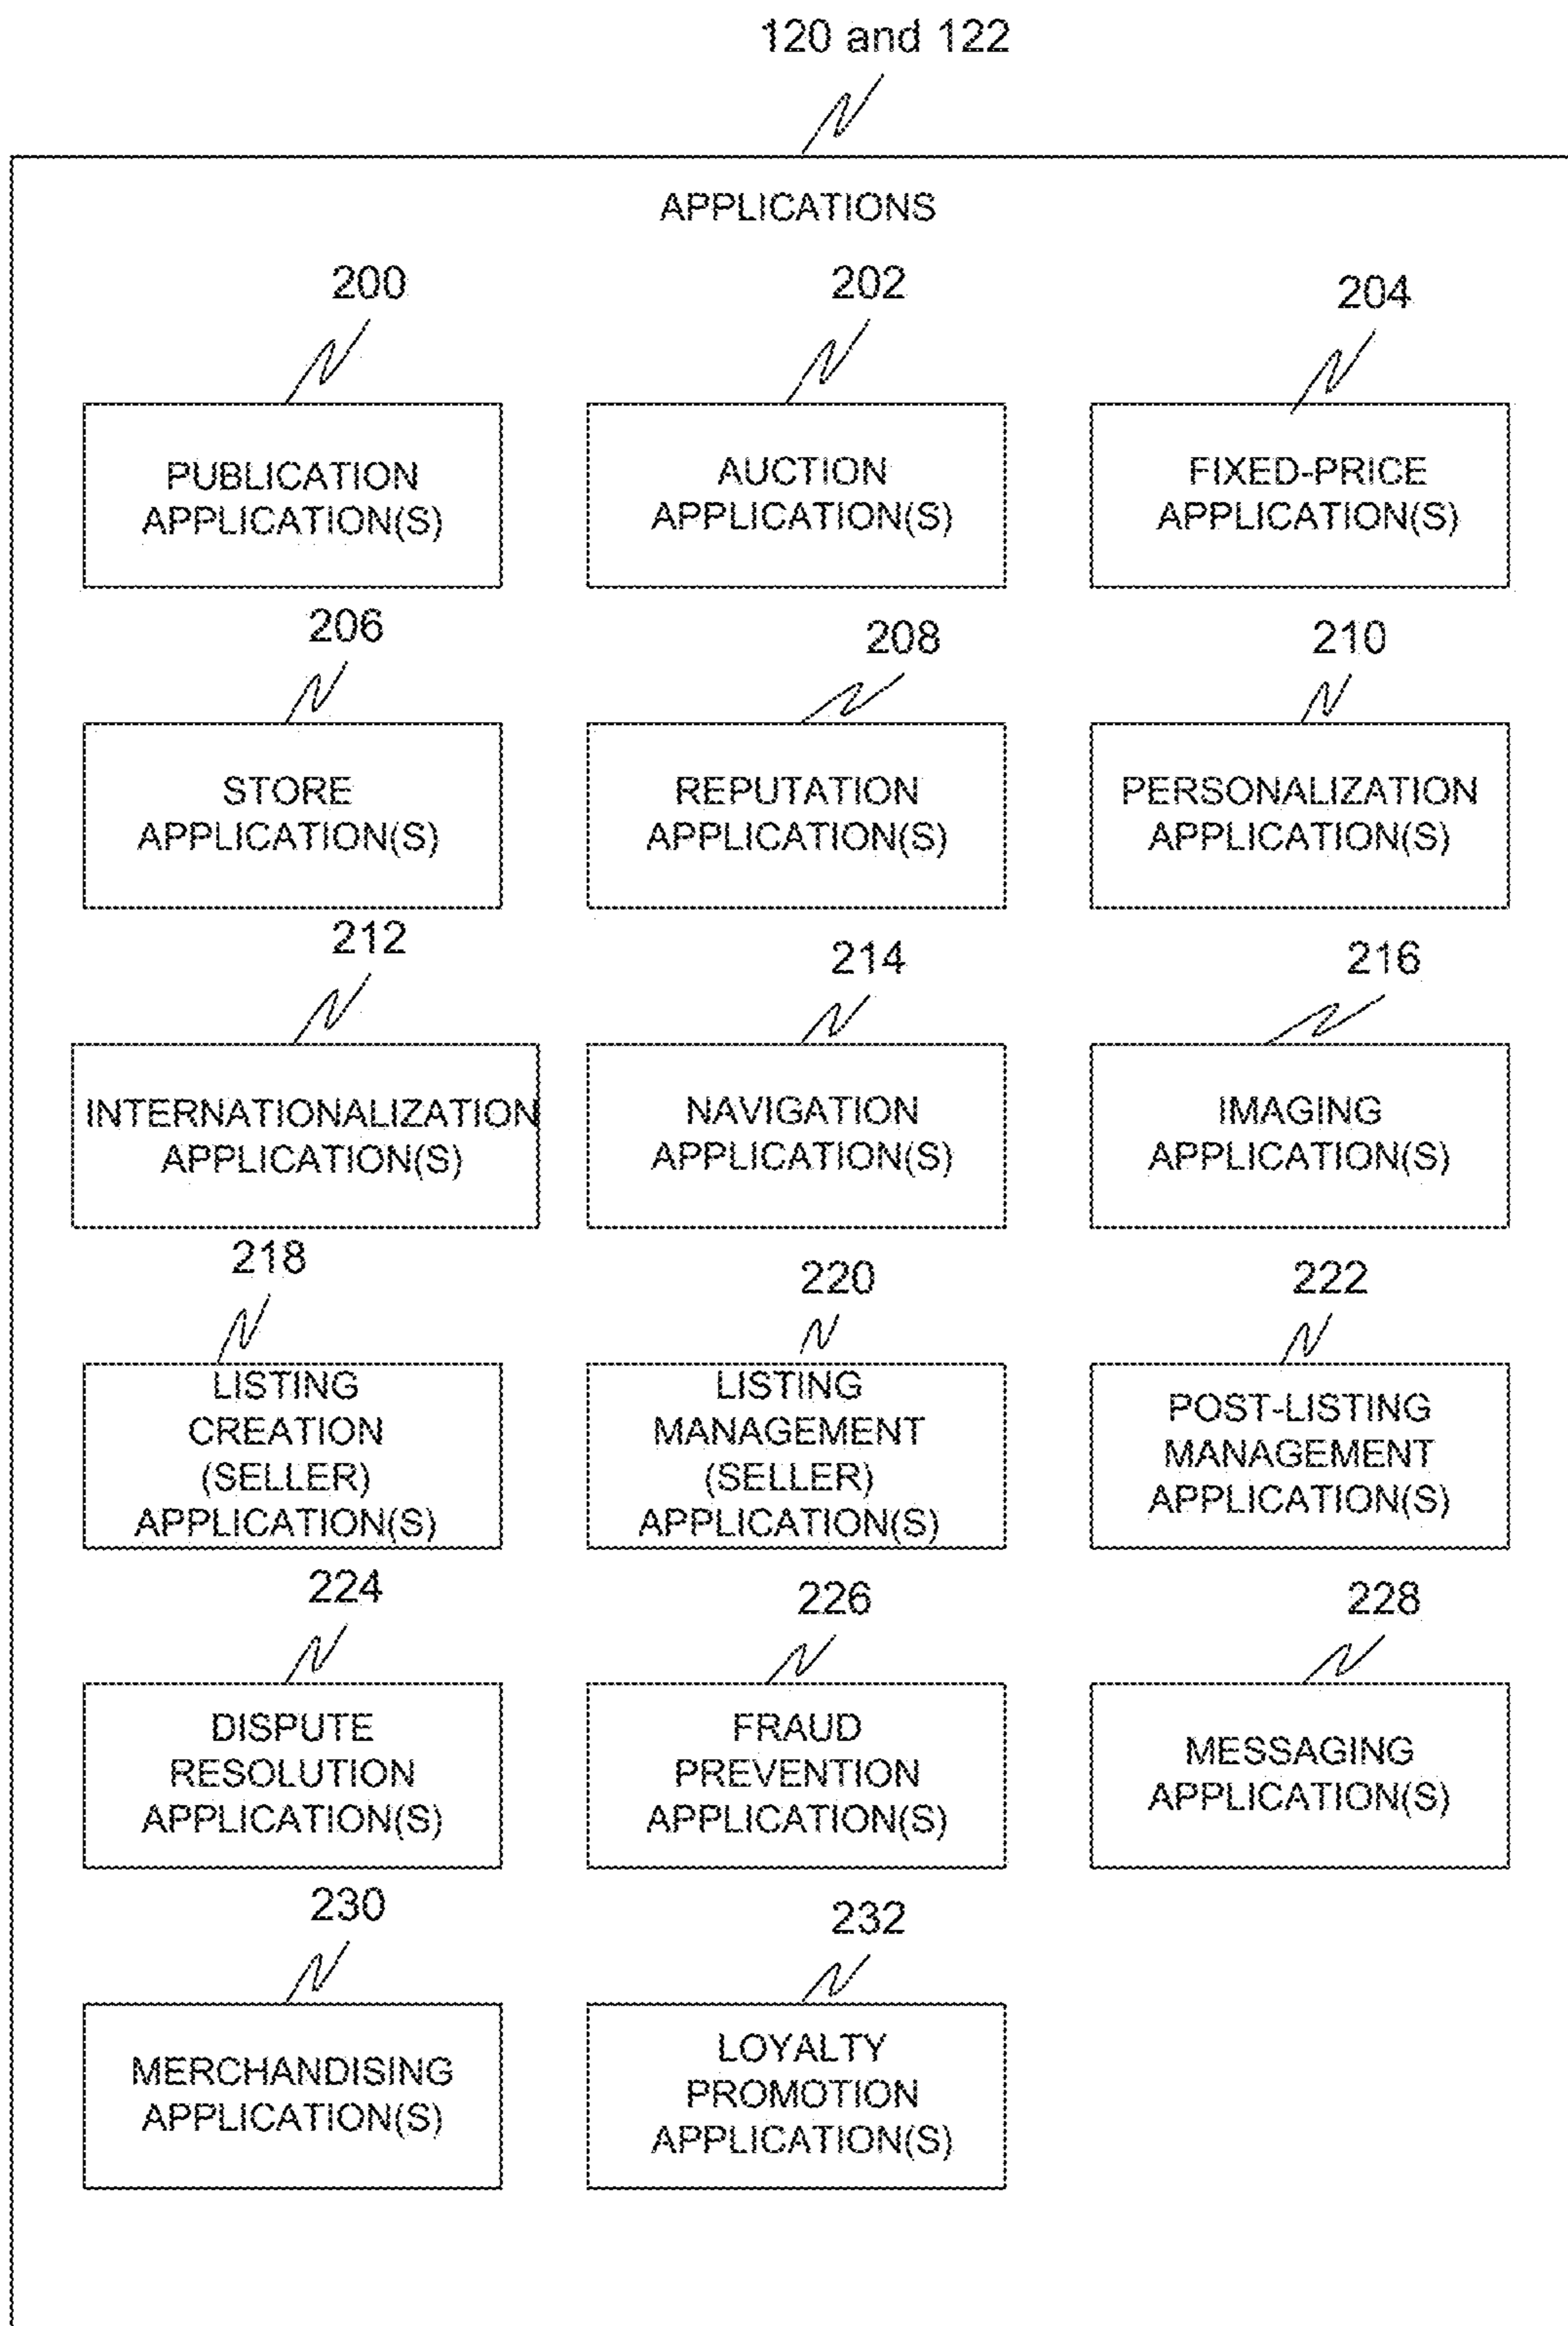 120 and 122
APPLICATIONS
200
PUBLICATION
APPLICATION(S)
202
AUCTION
APPLICATION(S)
204
FIXED-PRICE
APPLICATION(S)
206
STORE
APPLICATION(S)
208
REPUTATION
APPLICATION(S)
210
PERSONALIZATION
APPLICATION(S)
212
INTERNATIONALIZATION
APPLICATION(S)
214
NAVIGATION
APPLICATION(S)
216
IMAGING
APPLICATION(S)
218
LISTING
CREATION
(SELLER)
APPLICATION(S)
220
LISTING
MANAGEMENT
(SELLER)
APPLICATION(S)
222
POST-LISTING
MANAGEMENT
APPLICATION(S)
224
DISPUTE
RESOLUTION
APPLICATION(S)
226
FRAUD
PREVENTION
APPLICATION(S)
228
MESSAGING
APPLICATION(S)
230
MERCHANDISING
APPLICATION(S)
232
LOYALTY
PROMOTION
APPLICATION(S)